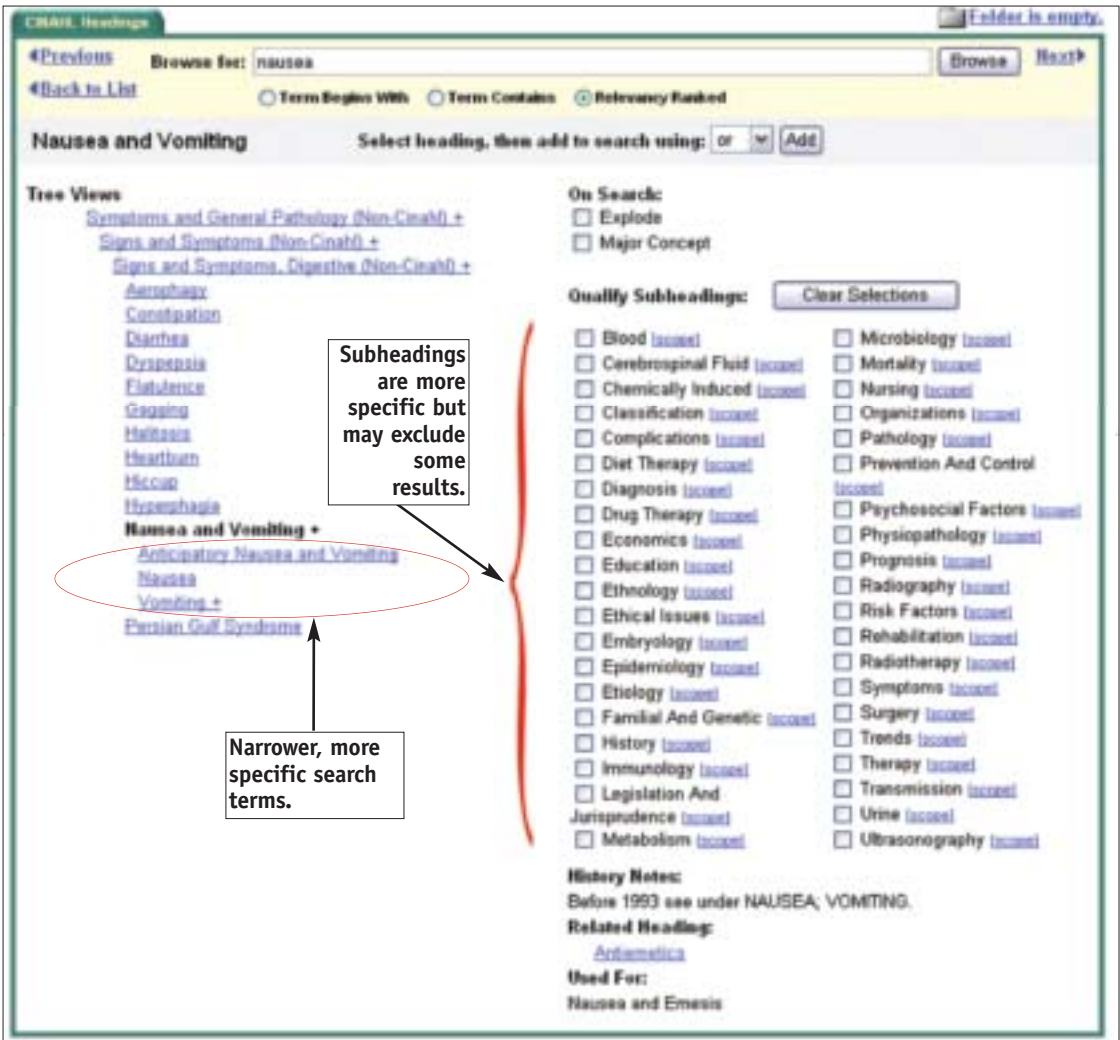 CINAHL Headings
Folder is empty.
Previous
Browse for: nausea
Browse
Next
Back to List
Term Begins With Term Contains Relevancy Ranked
Nausea and Vomiting
Select heading, then add to search using: or Add
Tree Views
Symptoms and General Pathology (Non-Cinahl) +
Signs and Symptoms (Non-Cinahl) +
Signs and Symptoms, Digestive (Non-Cinahl) +
Aerophagy
Constipation
Diarrhea
Dyspepsia
Flatulence
Gagging
Halitosis
Heartburn
Hiccup
Hyperphagia
Nausea and Vomiting +
Anticipatory Nausea and Vomiting
Nausea
Vomiting +
Persian Gulf Syndrome
Subheadings
are more
specific but
may exclude
some
results.
Narrower, more
specific search
terms.
On Search:
Explode
Major Concept
Qualify Subheadings:
Clear Selections
Blood [scope]
Cerebrospinal Fluid [scope]
Chemically Induced [scope]
Classification [scope]
Complications [scope]
Diet Therapy [scope]
Diagnosis [scope]
Drug Therapy [scope]
Economics [scope]
Education [scope]
Ethnology [scope]
Ethical Issues [scope]
Embryology [scope]
Epidemiology [scope]
Etiology [scope]
Familial And Genetic [scope]
History [scope]
Immunology [scope]
Legislation And
Jurisprudence [scope]
Metabolism [scope]
Microbiology [scope]
Mortality [scope]
Nursing [scope]
Organizations [scope]
Pathology [scope]
Prevention And Control
[scope]
Psychosocial Factors [scope]
Physiopathology [scope]
Prognosis [scope]
Radiography [scope]
Risk Factors [scope]
Rehabilitation [scope]
Radiotherapy [scope]
Symptoms [scope]
Surgery [scope]
Trends [scope]
Therapy [scope]
Transmission [scope]
Urine [scope]
Ultrasonography [scope]
History Notes:
Before 1993 see under NAUSEA; VOMITING.
Related Heading:
Antiemetics
Used For:
Nausea and Emesis